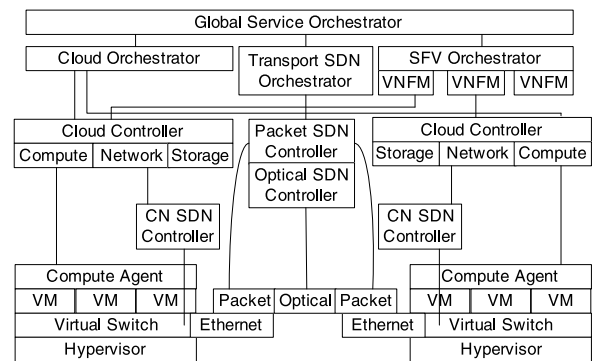 Global Service Orchestrator
Cloud Orchestrator
Transport SDN
Orchestrator
SFV Orchestrator
VNFM VNFM VNFM
Cloud Controller
Compute Network Storage
Packet SDN
Controller
Optical SDN
Controller
Cloud Controller
Storage Network Compute
CN SDN
Controller
CN SDN
Controller
Compute Agent
VM VM VM
Virtual Switch
Hypervisor
Packet Optical Packet
Ethernet
Ethernet
Compute Agent
VM VM VM
Virtual Switch
Hypervisor